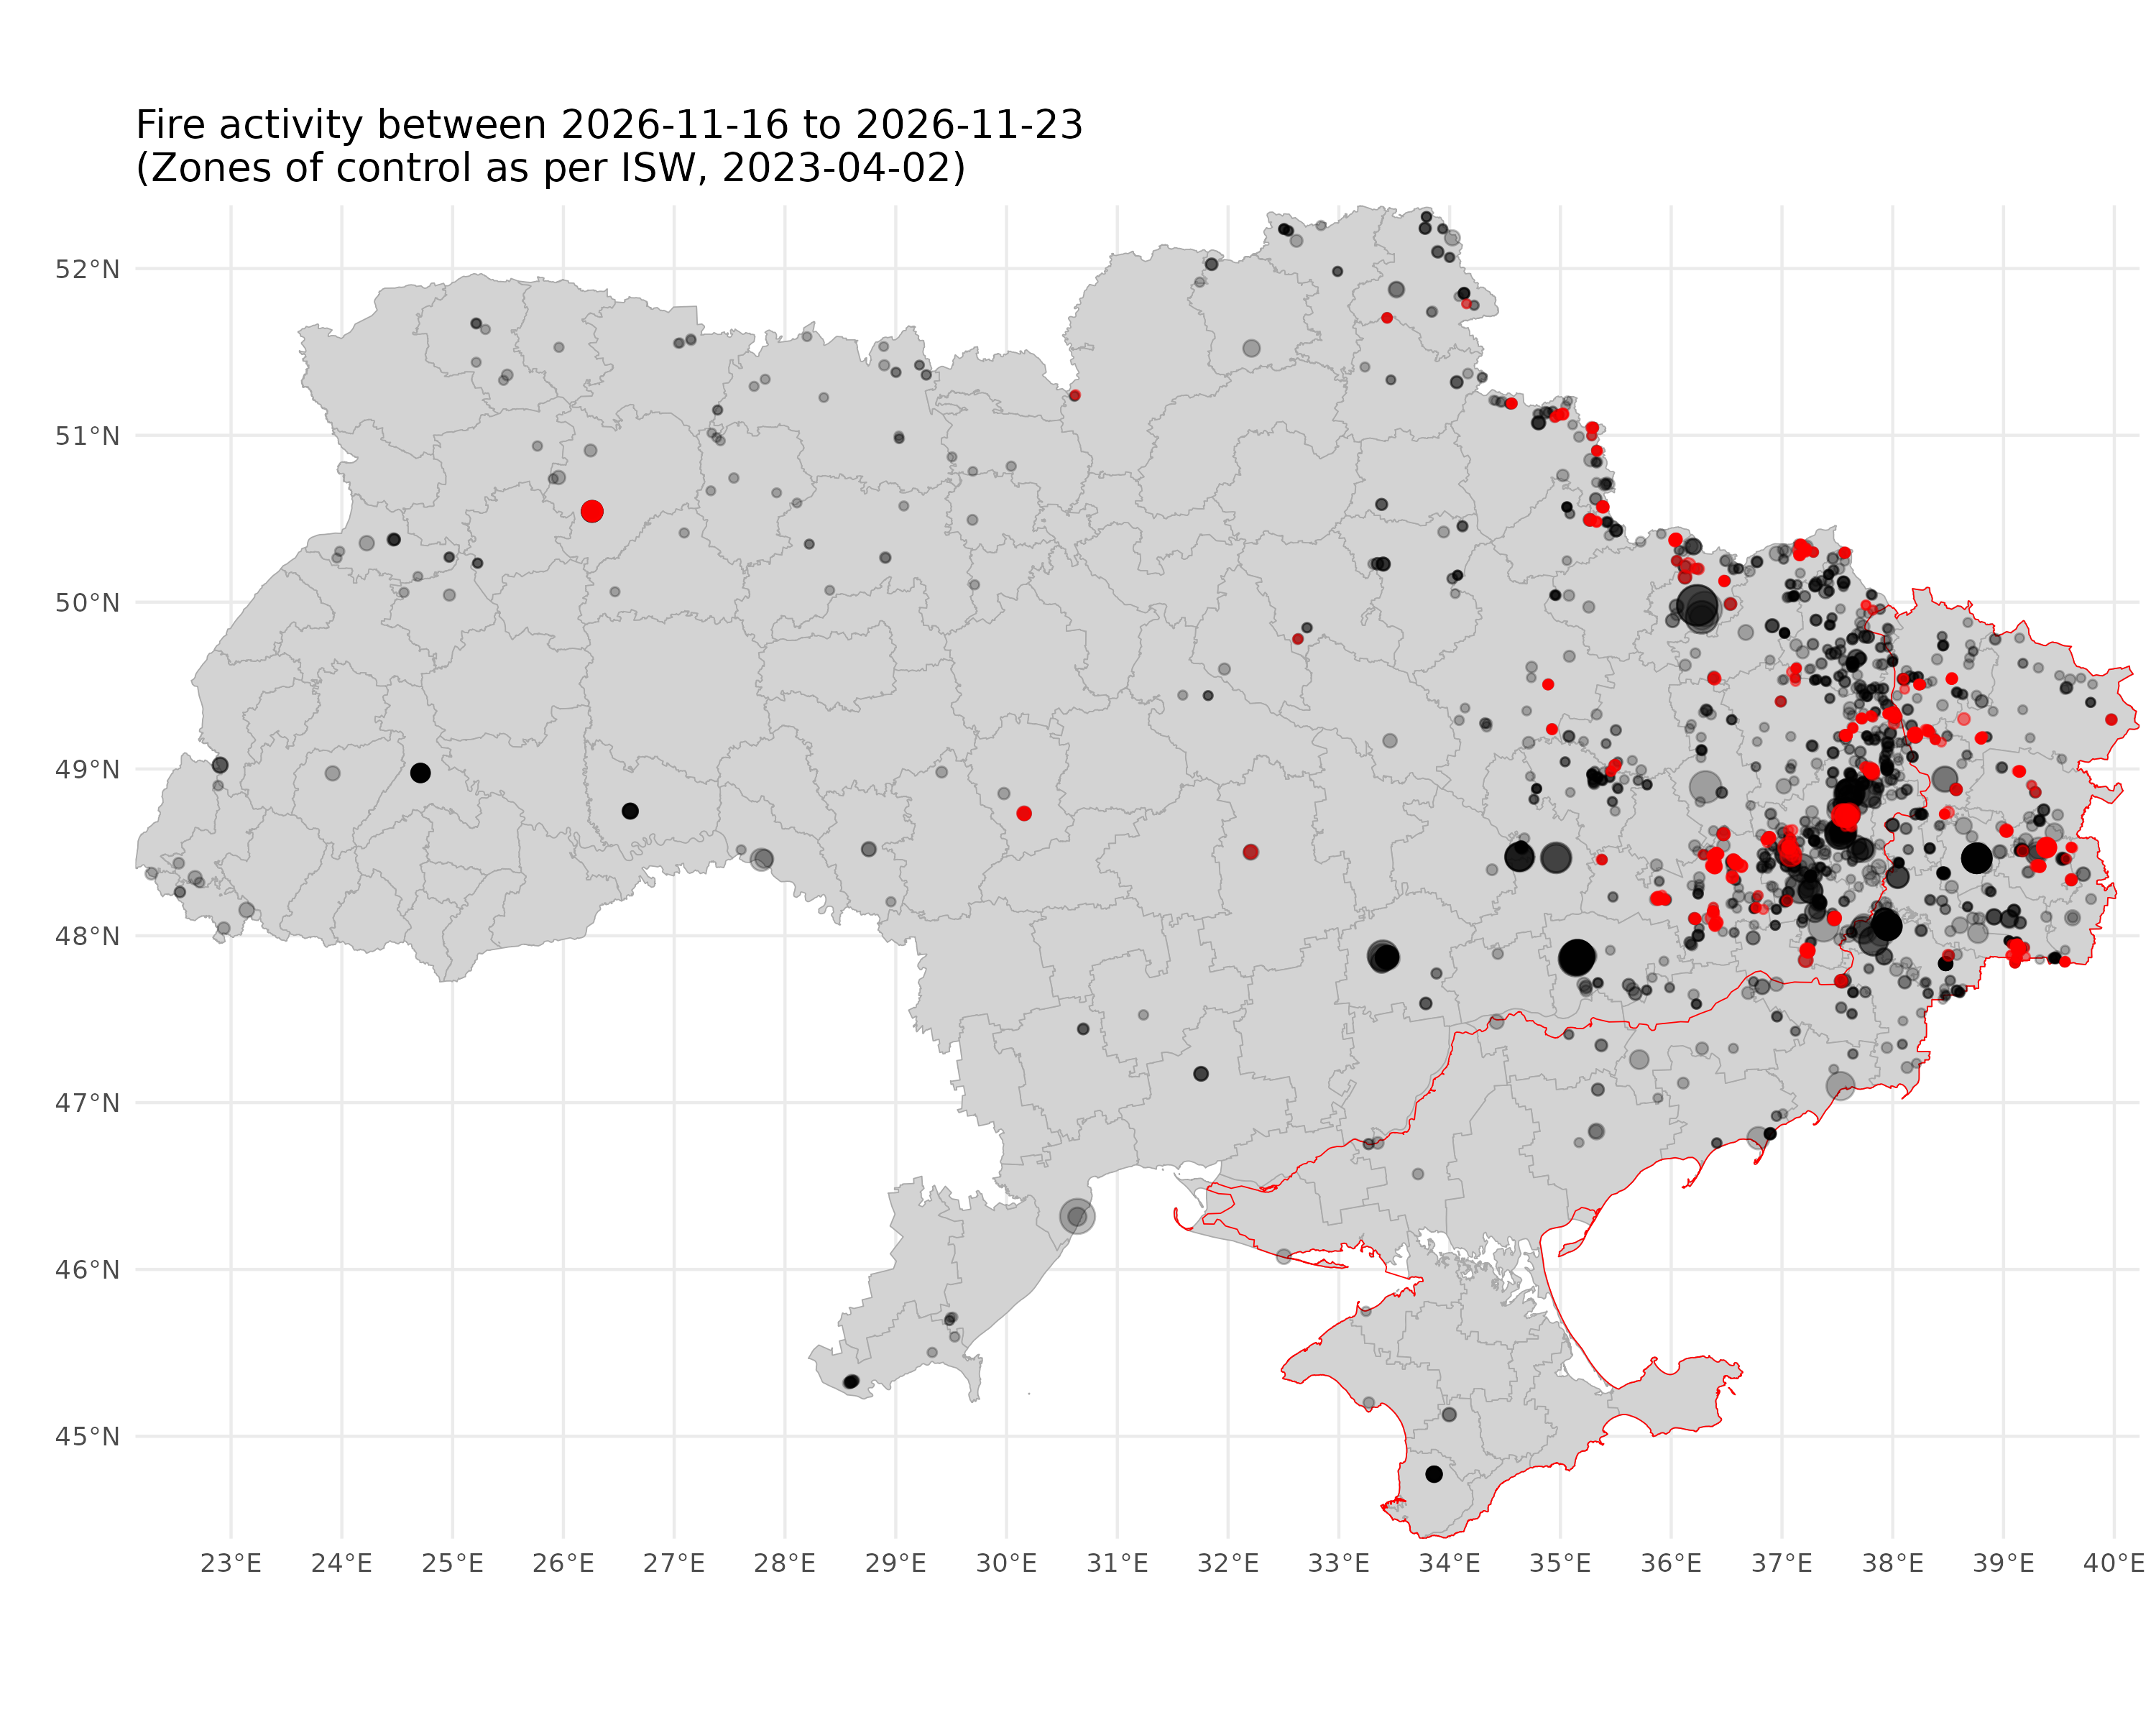 Fire activity between 2026-11-16 to 2026-11-23
(Zones of control as per ISW, 2023-04-02)
52°N
51°N
50°N
49°N
48°N
47°N
46°N
45°N
23°E 24°E 25°E 26°E 27°E 28°E 29°E 30°E 31°E 32°E 33°E 34°E 35°E 36°E 37°E 38°E 39°E 40°E